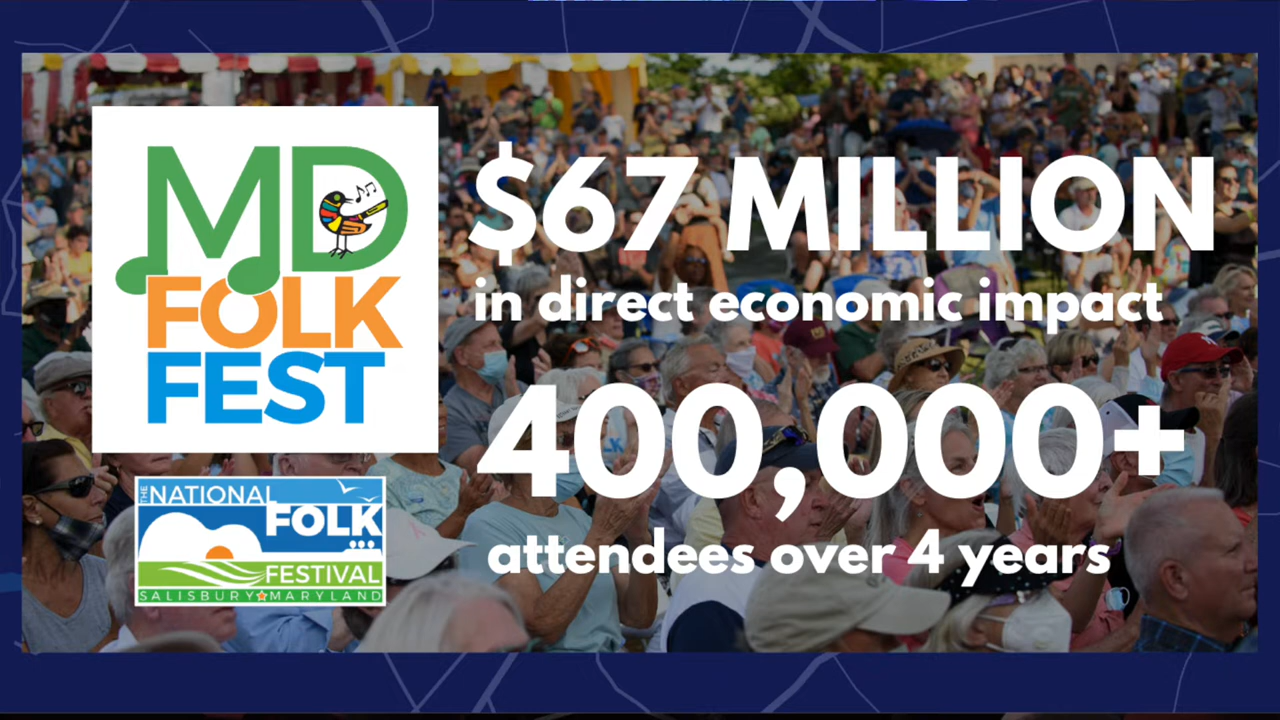 MD
FOLK
FEST
$67 MILLION
in direct economic impact
400,000+
attendees over 4 years
THE NATIONAL
FOLK
FESTIVAL
SALISBURY MARYLAND